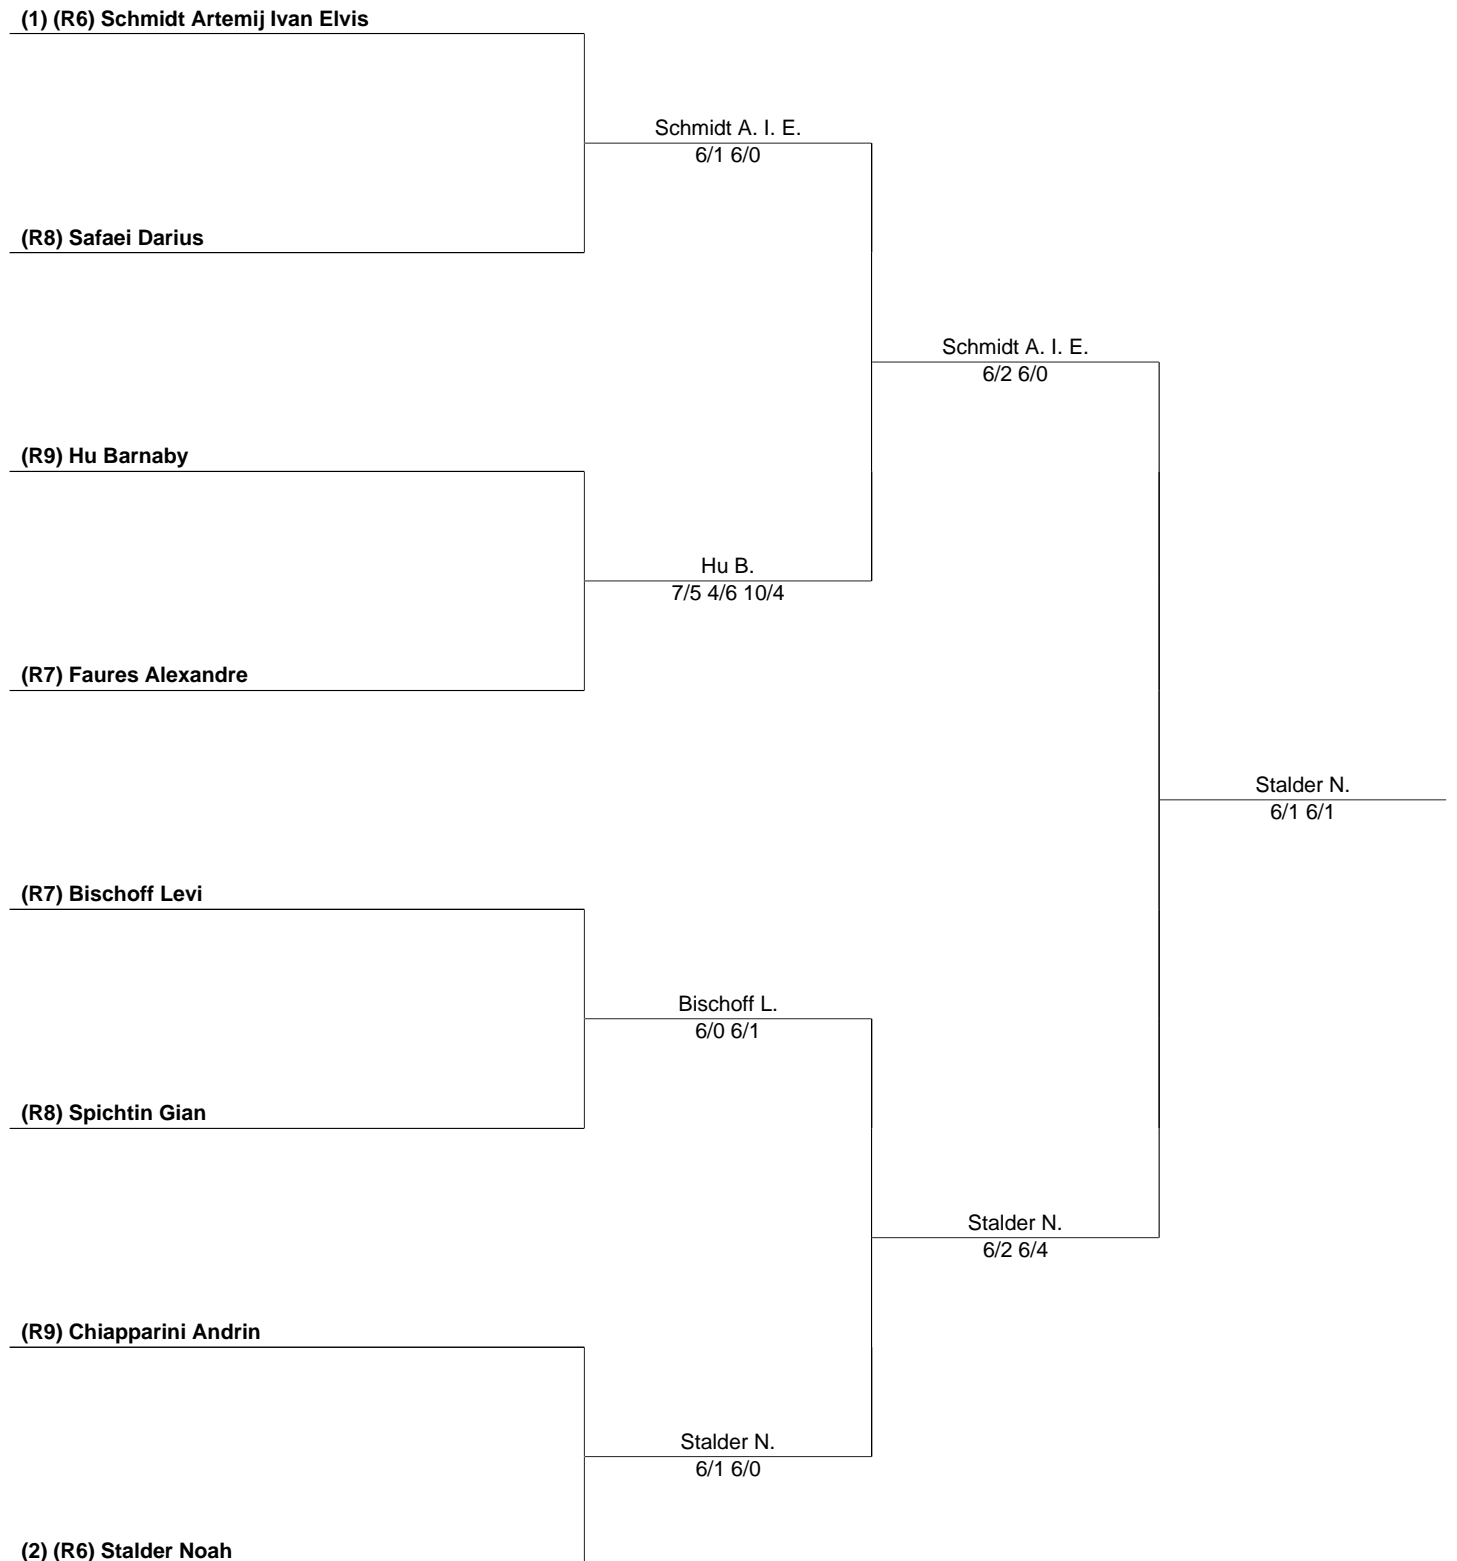 (1) (R6) Schmidt Artemij Ivan Elvis
Schmidt A. I. E.
6/1 6/0
(R8) Safaei Darius
Schmidt A. I. E.
6/2 6/0
(R9) Hu Barnaby
Hu B.
7/5 4/6 10/4
(R7) Faures Alexandre
Stalder N.
6/1 6/1
(R7) Bischoff Levi
Bischoff L.
6/0 6/1
(R8) Spichtin Gian
Stalder N.
6/2 6/4
(R9) Chiapparini Andrin
Stalder N.
6/1 6/0
(2) (R6) Stalder Noah